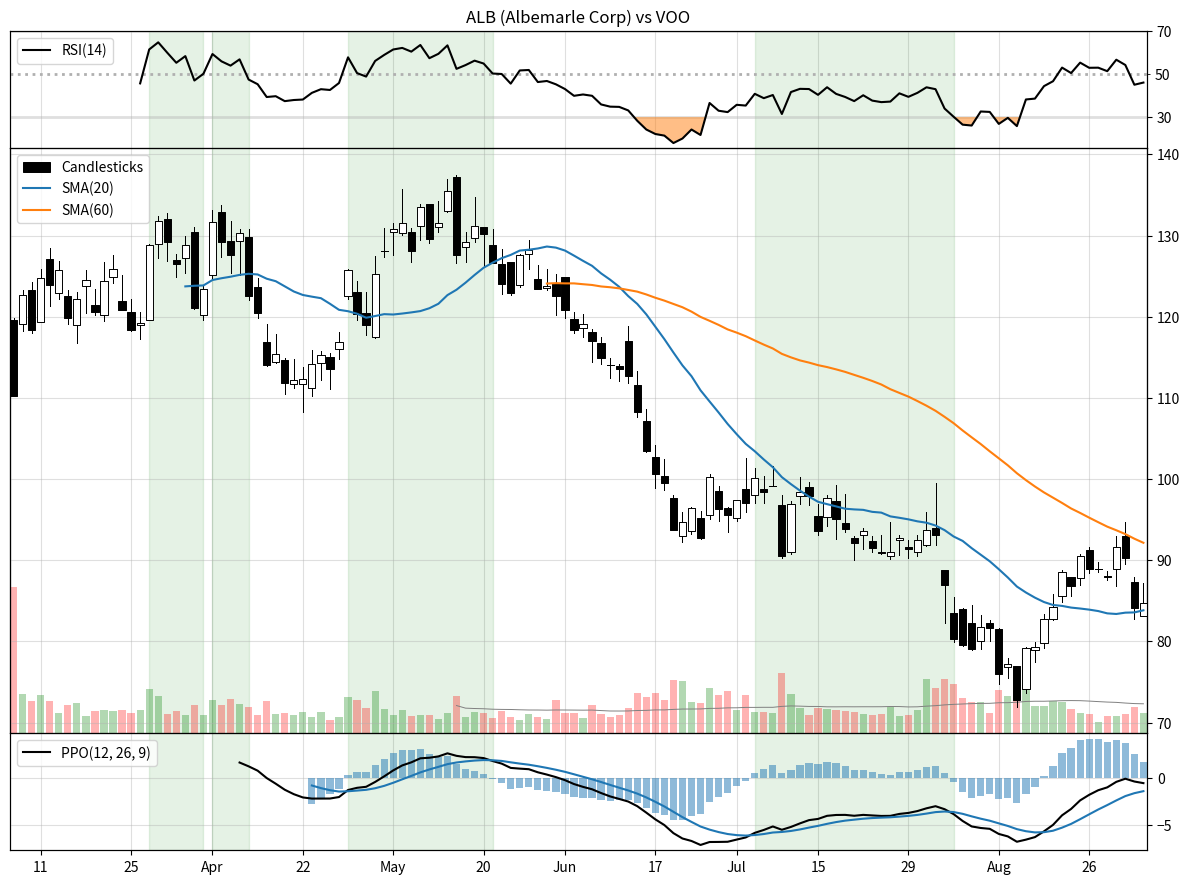 ALB (Albemarle Corp) vs VOO
RSI(14)
70
50
30
Candlesticks
SMA(20)
SMA(60)
140
130
120
110
100
90
80
70
PPO(12, 26, 9)
0
−5
11 25 Apr 22 May 20 Jun 17 Jul 15 29 Aug 26